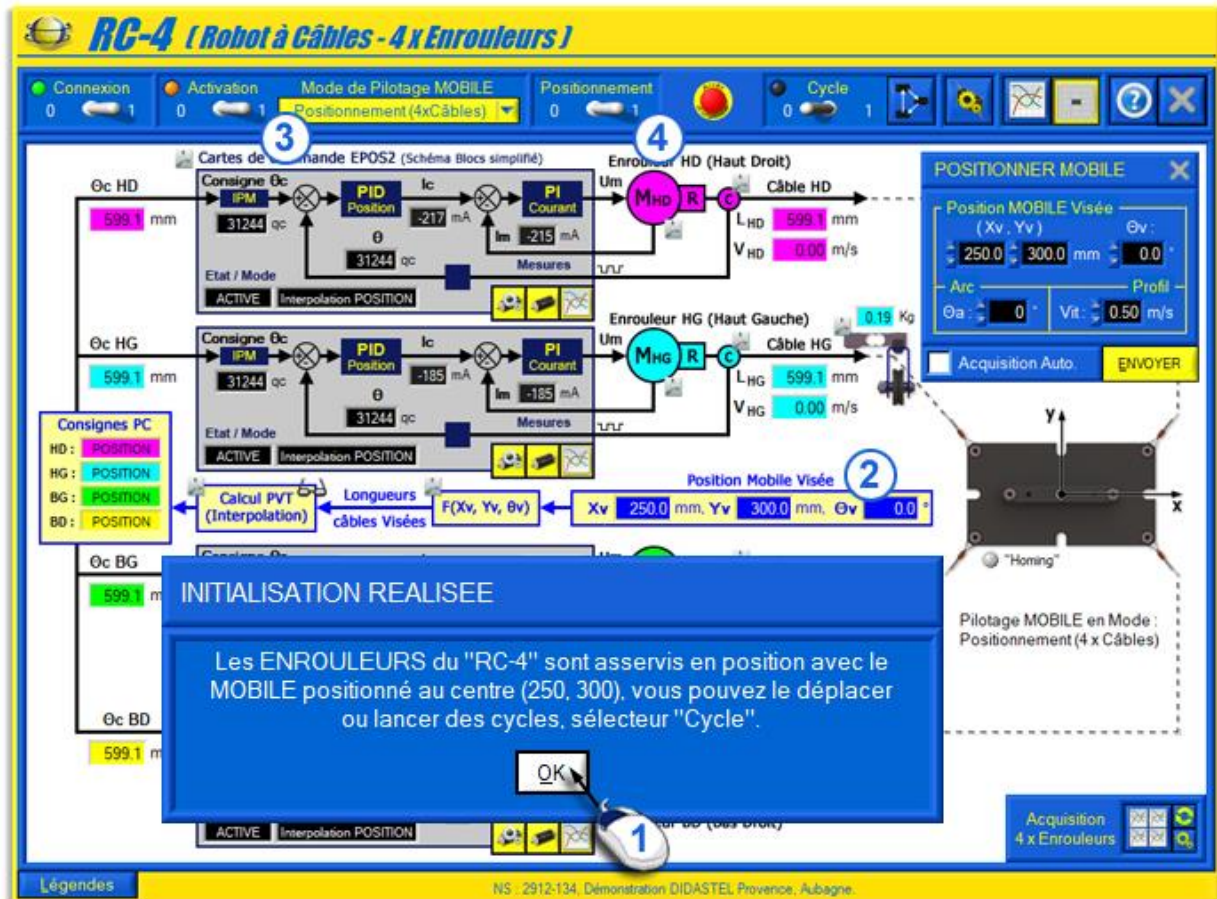 RC-4 ( Robot à Câbles - 4 x Enrouleurs )
Connexion
0 1
Activation
0 1
Mode de Pilotage MOBILE
Positionnement (4xCâbles)
Positionnement
0 1
Cycle
0 1
3
4
Cartes de
mande EPOS2 (Schéma Blocs simplifié)
Enrouleur HD (Haut Droit)
Θc HD
599.1 mm
Consigne Θc
IPM
31244 qc
PID
Position
Ic
-217 mA
PI
Courant
Im -215 mA
θ
31244 qc
Mesures
Etat / Mode
ACTIVE Interpolation POSITION
Um
MHD R C
Câble HD
L HD 599.1 mm
V HD 0.00 m/s
POSITIONNER MOBILE
Position MOBILE Visée
( Xv , Yv ) Θv :
250.0 300.0 mm 0.0 °
Arc
Profil
Θa : 0 ° Vit : 0.50 m/s
Acquisition Auto.
ENVOYER
Enrouleur HG (Haut Gauche)
Θc HG
599.1 mm
Consigne Θc
IPM
31244 qc
PID
Position
Ic
-185 mA
PI
Courant
Im -185 mA
θ
31244 qc
Mesures
Etat / Mode
ACTIVE Interpolation POSITION
Um
MHG R C
Câble HG
L HG 599.1 mm
V HG 0.00 m/s
0.19 Kg
Consignes PC
HD : POSITION
HG : POSITION
BG : POSITION
BD : POSITION
Calcul PVT
(Interpolation)
Longueurs
câbles Visées
F(Xv, Yv, θv)
Position Mobile Visée
2
Xv 250.0 mm, Yv 300.0 mm, Θv 0.0 °
y
x
"Homing"
Pilotage MOBILE en Mode :
Positionnement (4 x Câbles)
Θc BG
599.1 m
Um
INITIALISATION REALISEE
Les ENROULEURS du "RC-4" sont asservis en position avec le
MOBILE positionné au centre (250, 300), vous pouvez le déplacer
ou lancer des cycles, sélecteur "Cycle".
OK
1
Θc BD
599.1 m
ACTIVE Interpolation POSITION
Acquisition
4 x Enrouleurs
Légendes
NS : 2912-134, Démonstration DIDASTEL Provence, Aubagne.